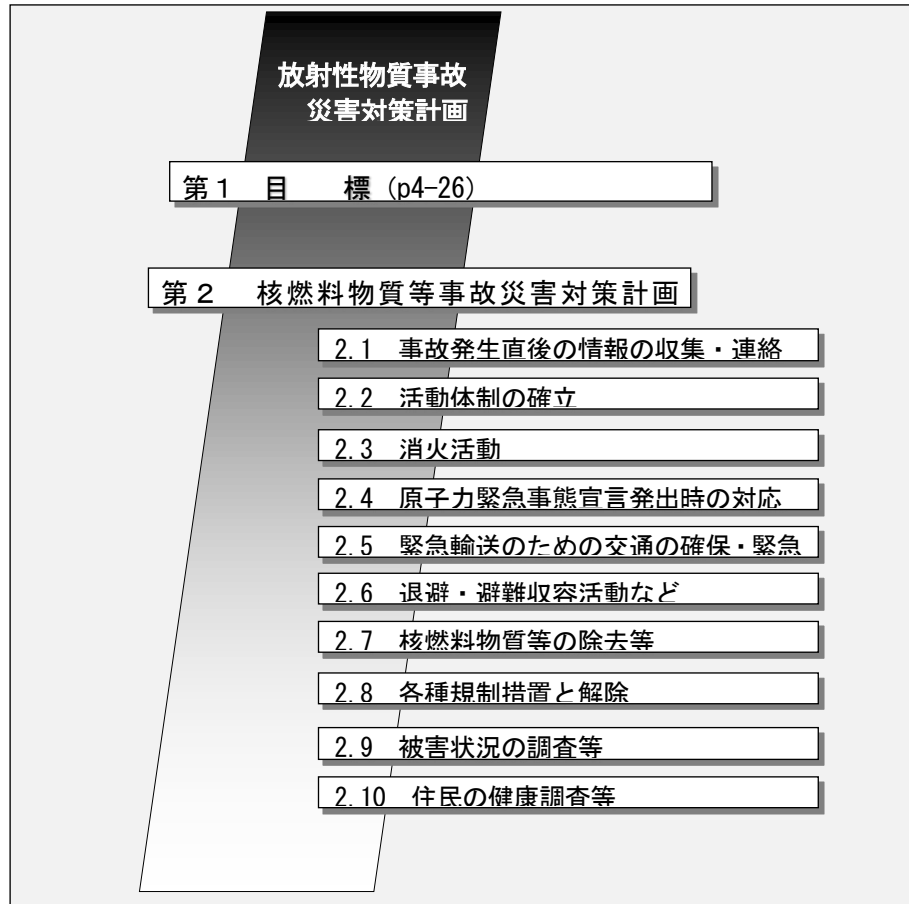 放射性物質事故
災害対策計画
第１　目　　標 (p4-26)
第２　核燃料物質等事故災害対策計画
2.1　事故発生直後の情報の収集・連絡
2.2　活動体制の確立
2.3　消火活動
2.4　原子力緊急事態宣言発出時の対応
2.5　緊急輸送のための交通の確保・緊急
2.6　退避・避難収容活動など
2.7　核燃料物質等の除去等
2.8　各種規制措置と解除
2.9　被害状況の調査等
2.10　住民の健康調査等